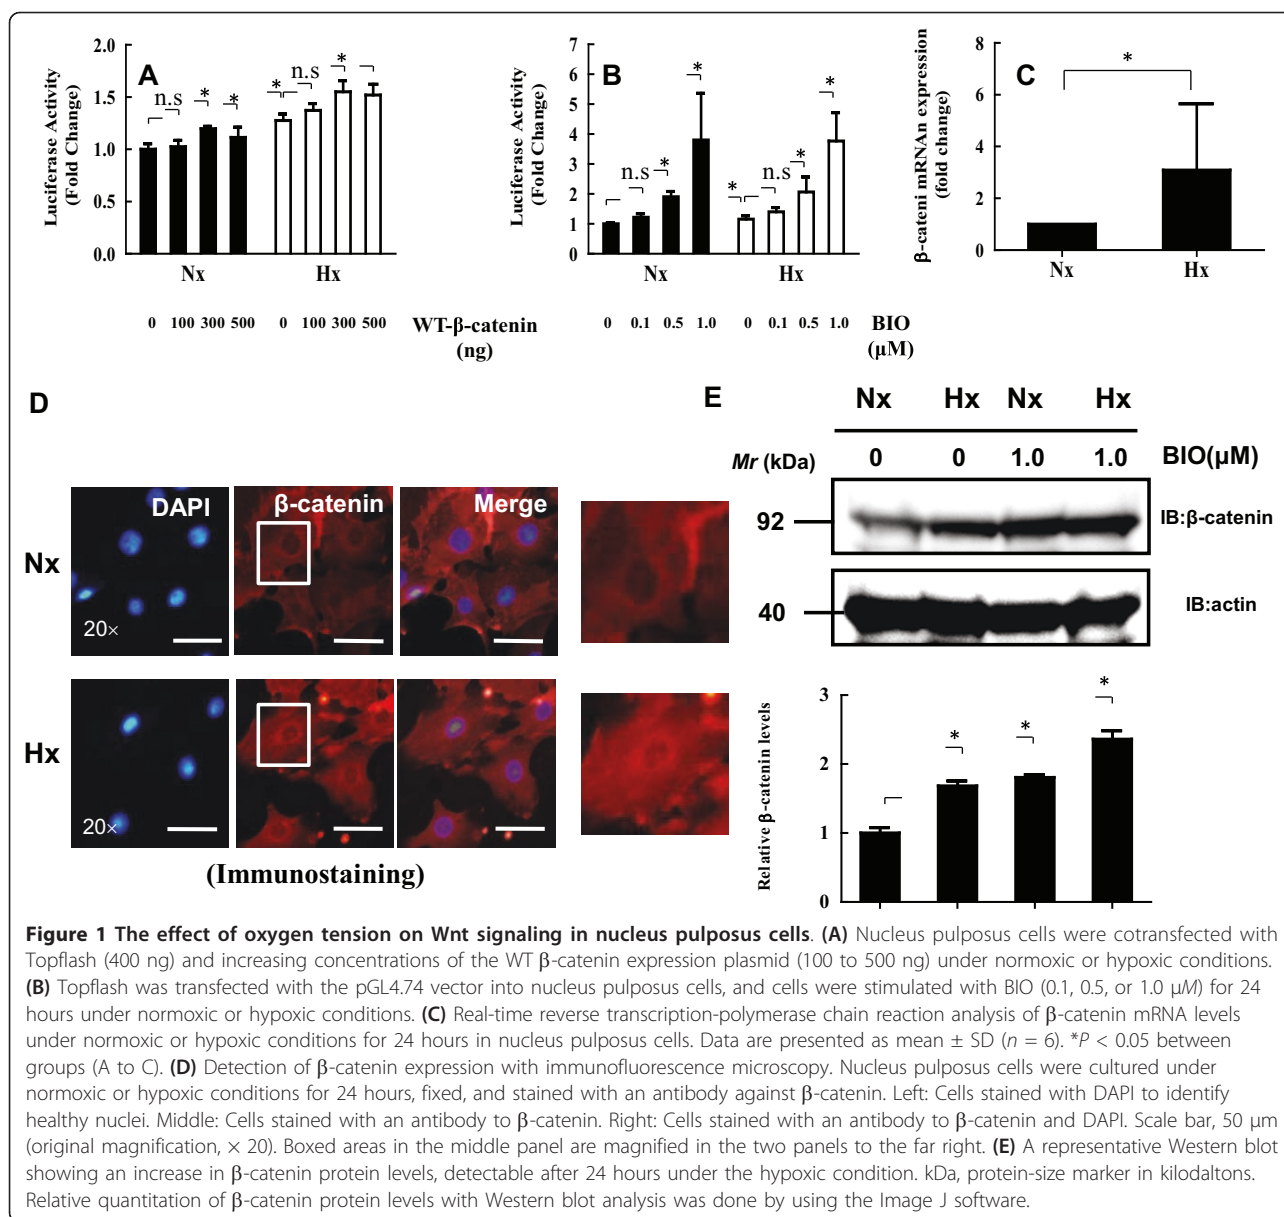 A
Luciferase Activity
(Fold Change)
2.0
1.5
1.0
0.5
0.0
n.s
*
*
*
n.s
*
Nx
Hx
0 100 300 500 0 100 300 500
WT-β-catenin
(ng)
B
Luciferase Activity
(Fold Change)
7
6
5
4
3
2
1
0
n.s
*
*
*
n.s
*
*
Nx
Hx
0 0.1 0.5 1.0 0 0.1 0.5 1.0
BIO
(μM)
C
β-cateni mRNAn expression
(fold change)
8
6
4
2
0
*
Nx
Hx
D
DAPI
β-catenin
Merge
Nx
20×
Hx
20×
(Immunostaining)
E
Nx Hx Nx Hx
Mr (kDa) 0 0 1.0 1.0 BIO(μM)
92
IB:β-catenin
40
IB:actin
Relative β-catenin levels
3
2
1
0
*
*
*
Figure 1 The effect of oxygen tension on Wnt signaling in nucleus pulposus cells. (A) Nucleus pulposus cells were cotransfected with
Topflash (400 ng) and increasing concentrations of the WT β-catenin expression plasmid (100 to 500 ng) under normoxic or hypoxic conditions.
(B) Topflash was transfected with the pGL4.74 vector into nucleus pulposus cells, and cells were stimulated with BIO (0.1, 0.5, or 1.0 μM) for 24
hours under normoxic or hypoxic conditions. (C) Real-time reverse transcription-polymerase chain reaction analysis of β-catenin mRNA levels
under normoxic or hypoxic conditions for 24 hours in nucleus pulposus cells. Data are presented as mean ± SD (n = 6). *P < 0.05 between
groups (A to C). (D) Detection of β-catenin expression with immunofluorescence microscopy. Nucleus pulposus cells were cultured under
normoxic or hypoxic conditions for 24 hours, fixed, and stained with an antibody against β-catenin. Left: Cells stained with DAPI to identify
healthy nuclei. Middle: Cells stained with an antibody to β-catenin. Right: Cells stained with an antibody to β-catenin and DAPI. Scale bar, 50 μm
(original magnification, × 20). Boxed areas in the middle panel are magnified in the two panels to the far right. (E) A representative Western blot
showing an increase in β-catenin protein levels, detectable after 24 hours under the hypoxic condition. kDa, protein-size marker in kilodaltons.
Relative quantitation of β-catenin protein levels with Western blot analysis was done by using the Image J software.